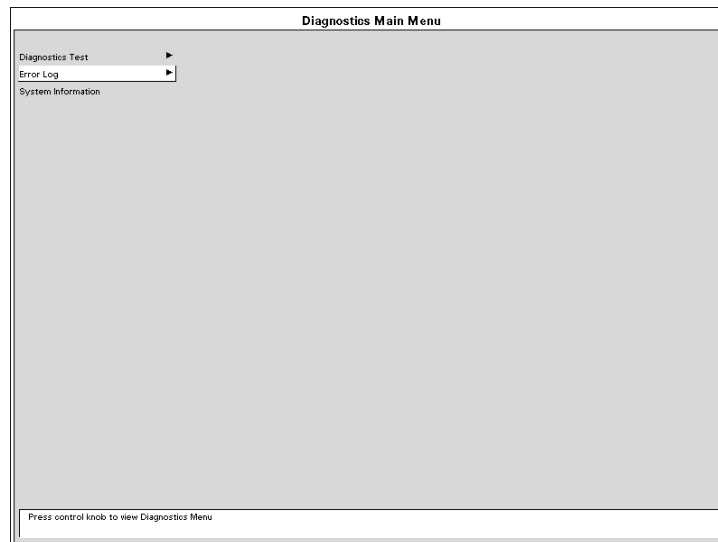 Diagnostics Main Menu
Diagnostics Test
Error Log
System Information
Press control knob to view Diagnostics Menu